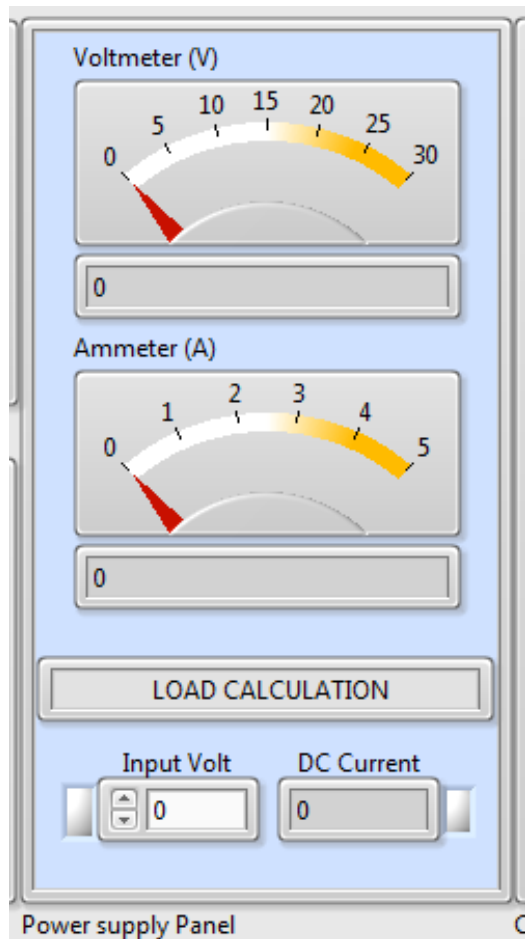 Voltmeter (V)
0 5 10 15 20 25 30
0
Ammeter (A)
0 1 2 3 4 5
0
LOAD CALCULATION
Input Volt DC Current
0 0
Power supply Panel